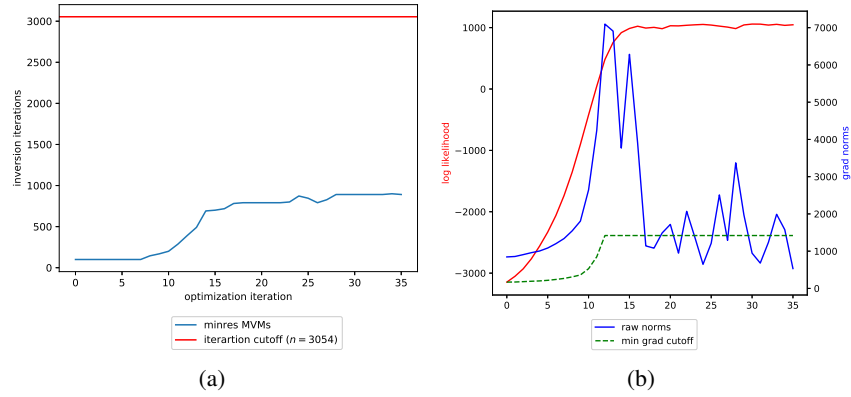 3000
2500
2000
1500
1000
500
0
inversion iterations
0 5 10 15 20 25 30 35
optimization iteration
minres MVMs
iterartion cutoff (n = 3054)
(a)
1000
0
−1000
−2000
−3000
log likelihood
7000
6000
5000
4000
3000
2000
1000
0
grad norms
0 5 10 15 20 25 30 35
raw norms
min grad cutoff
(b)